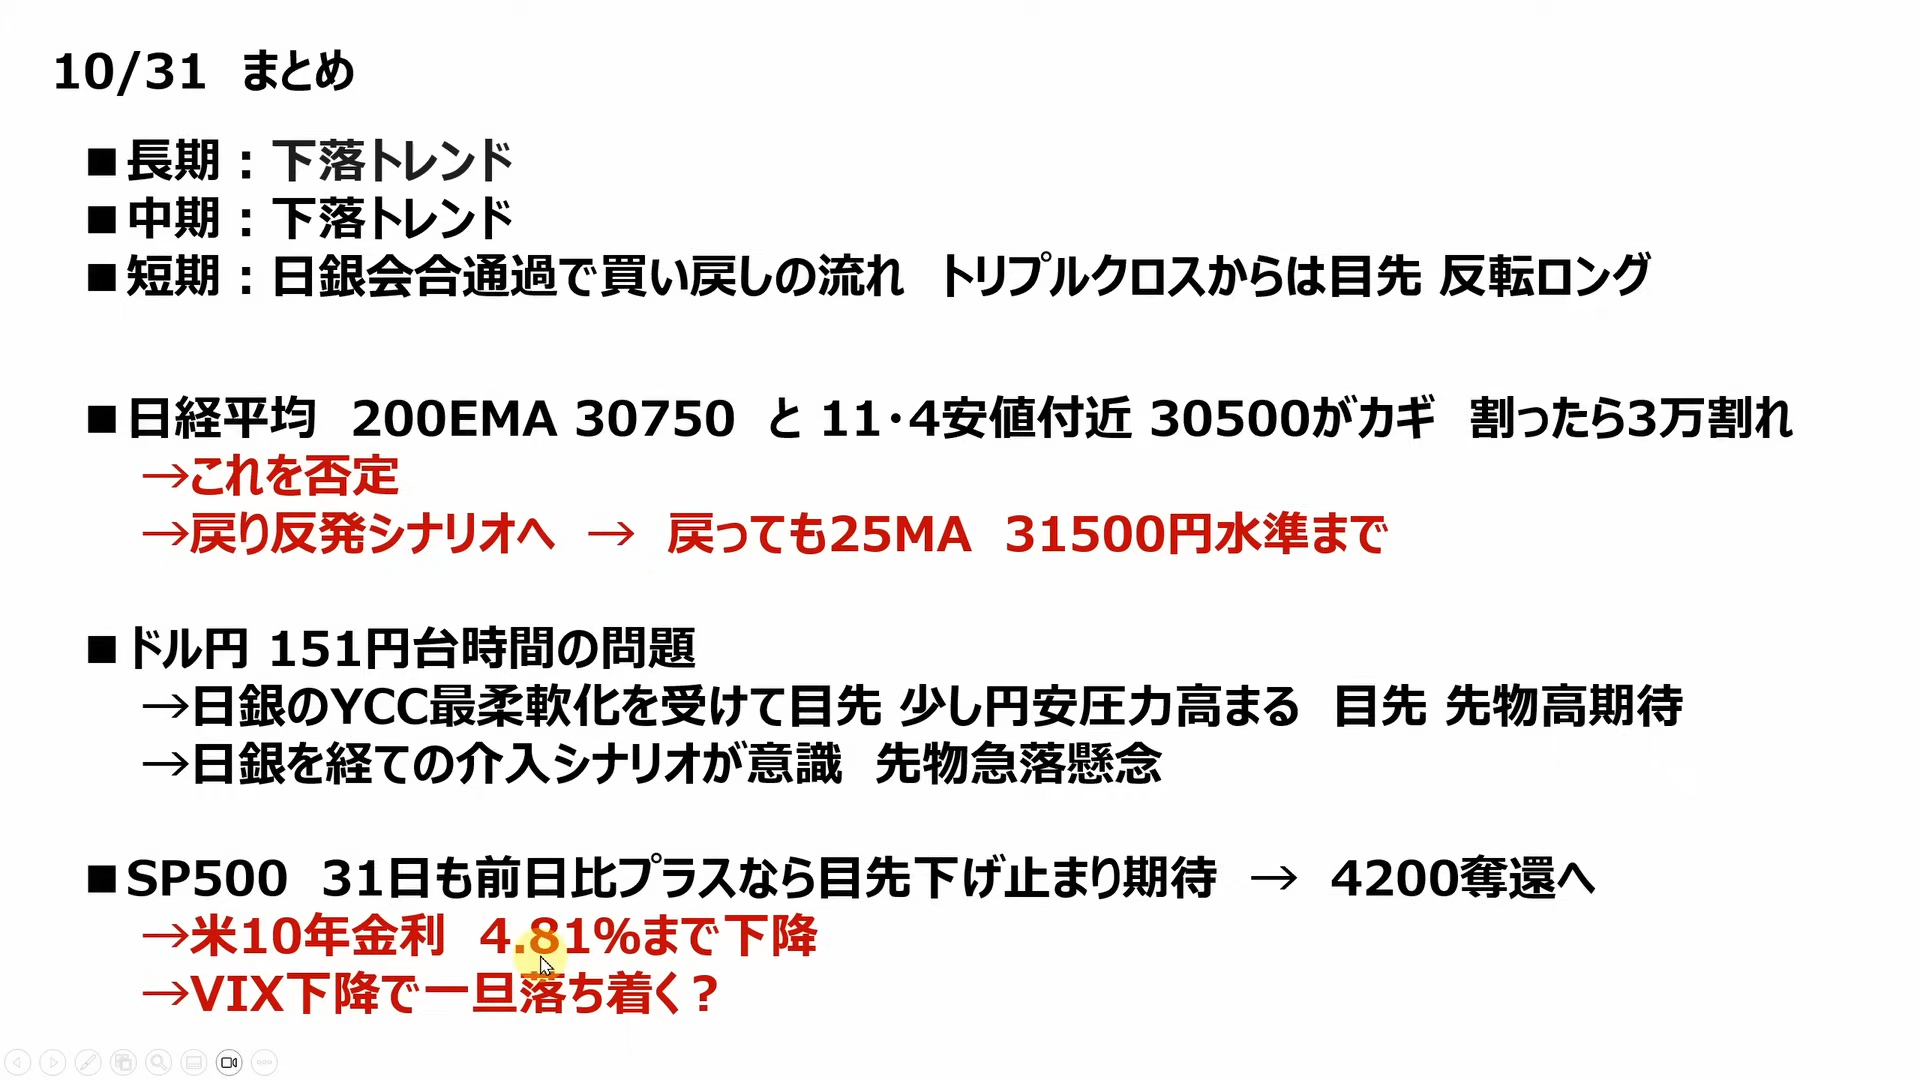 10/31 まとめ
■長期：下落トレンド
■中期：下落トレンド
■短期：日銀会合通過で買い戻しの流れ トリプルクロスからは目先 反転ロング
■日経平均 200EMA 30750 と 11・4安値付近 30500がカギ 割ったら3万割れ
→これを否定
→戻り反発シナリオへ → 戻っても25MA 31500円水準まで
■ドル円 151円台時間の問題
→日銀のYCC最柔軟化を受けて目先 少し円安圧力高まる 目先 先物高期待
→日銀を経ての介入シナリオが意識 先物急落懸念
■SP500 31日も前日比プラスなら目先下げ止まり期待 → 4200奪還へ
→米10年金利 4.81%まで下降
→VIX下降で一旦落ち着く？